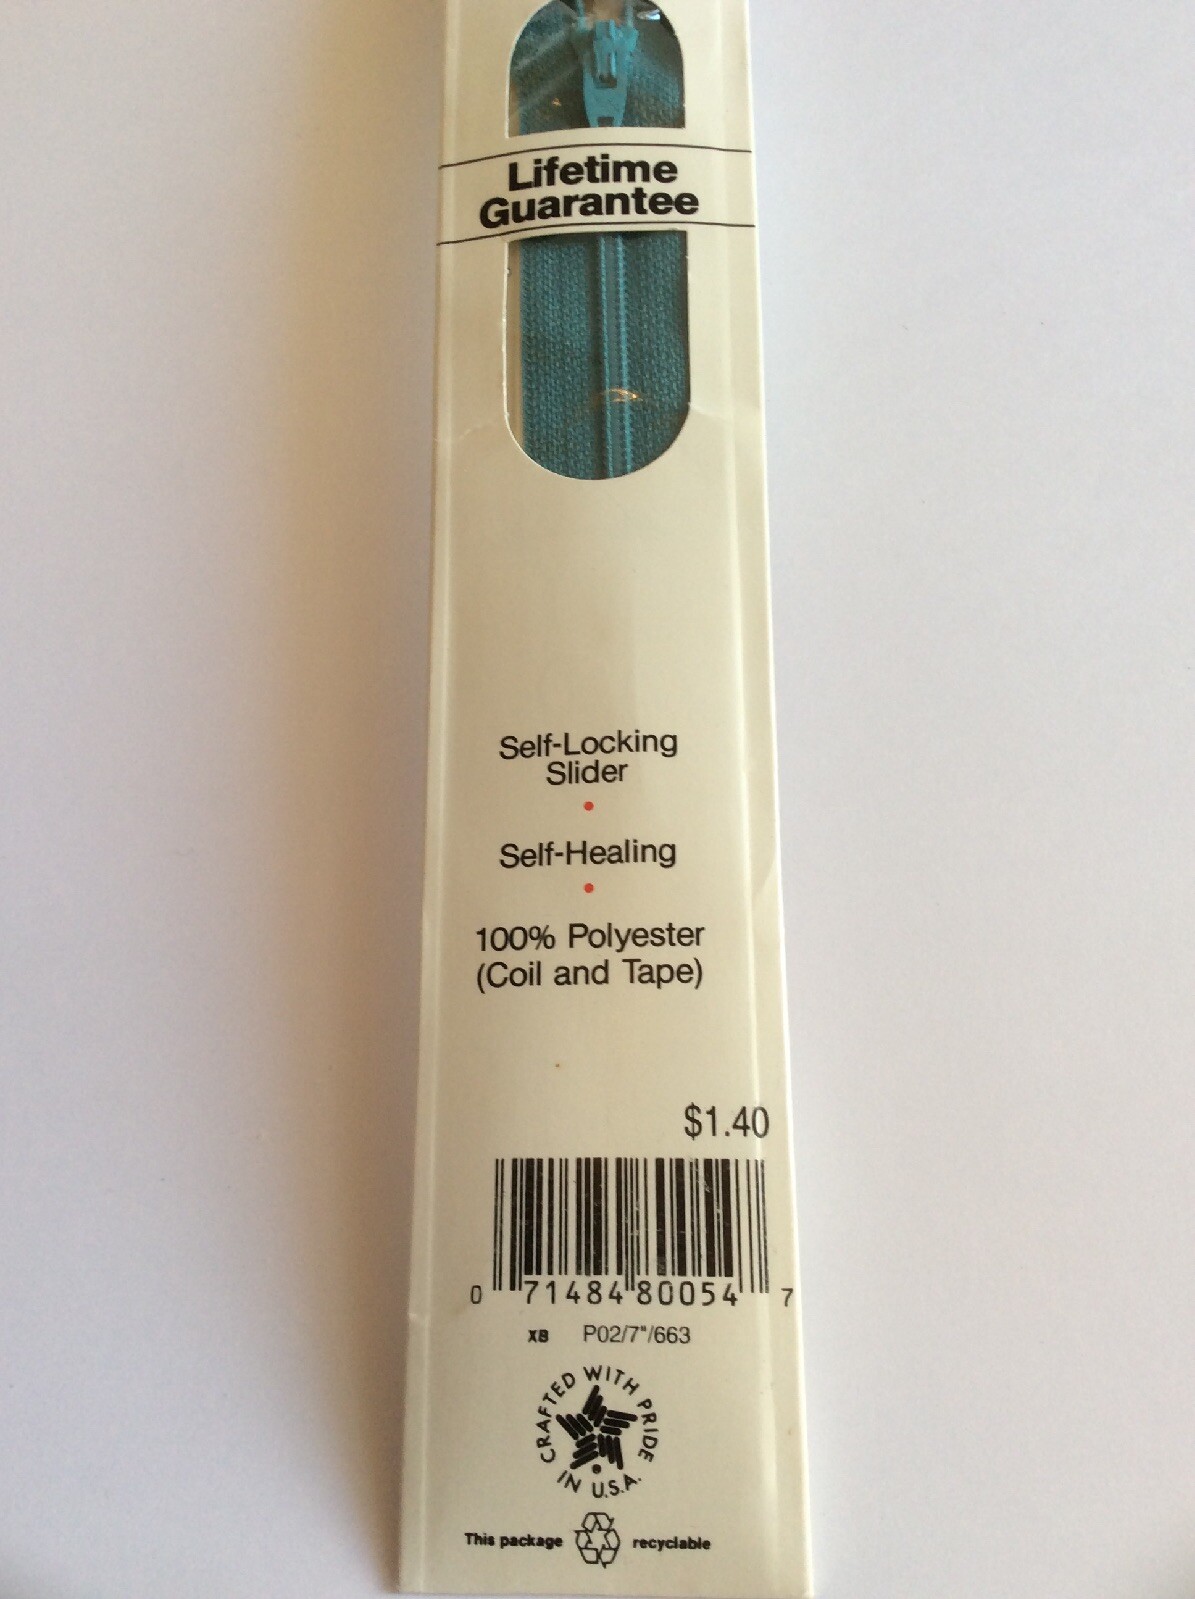 Lifetime
Guarantee
Self-Locking
Slider
Self-Healing
100% Polyester
(Coil and Tape)
$1.40
0 71484 80054 7
XB P02/7"/663
CRAFTED WITH PRIDE
IN U.S.A.
This package recyclable